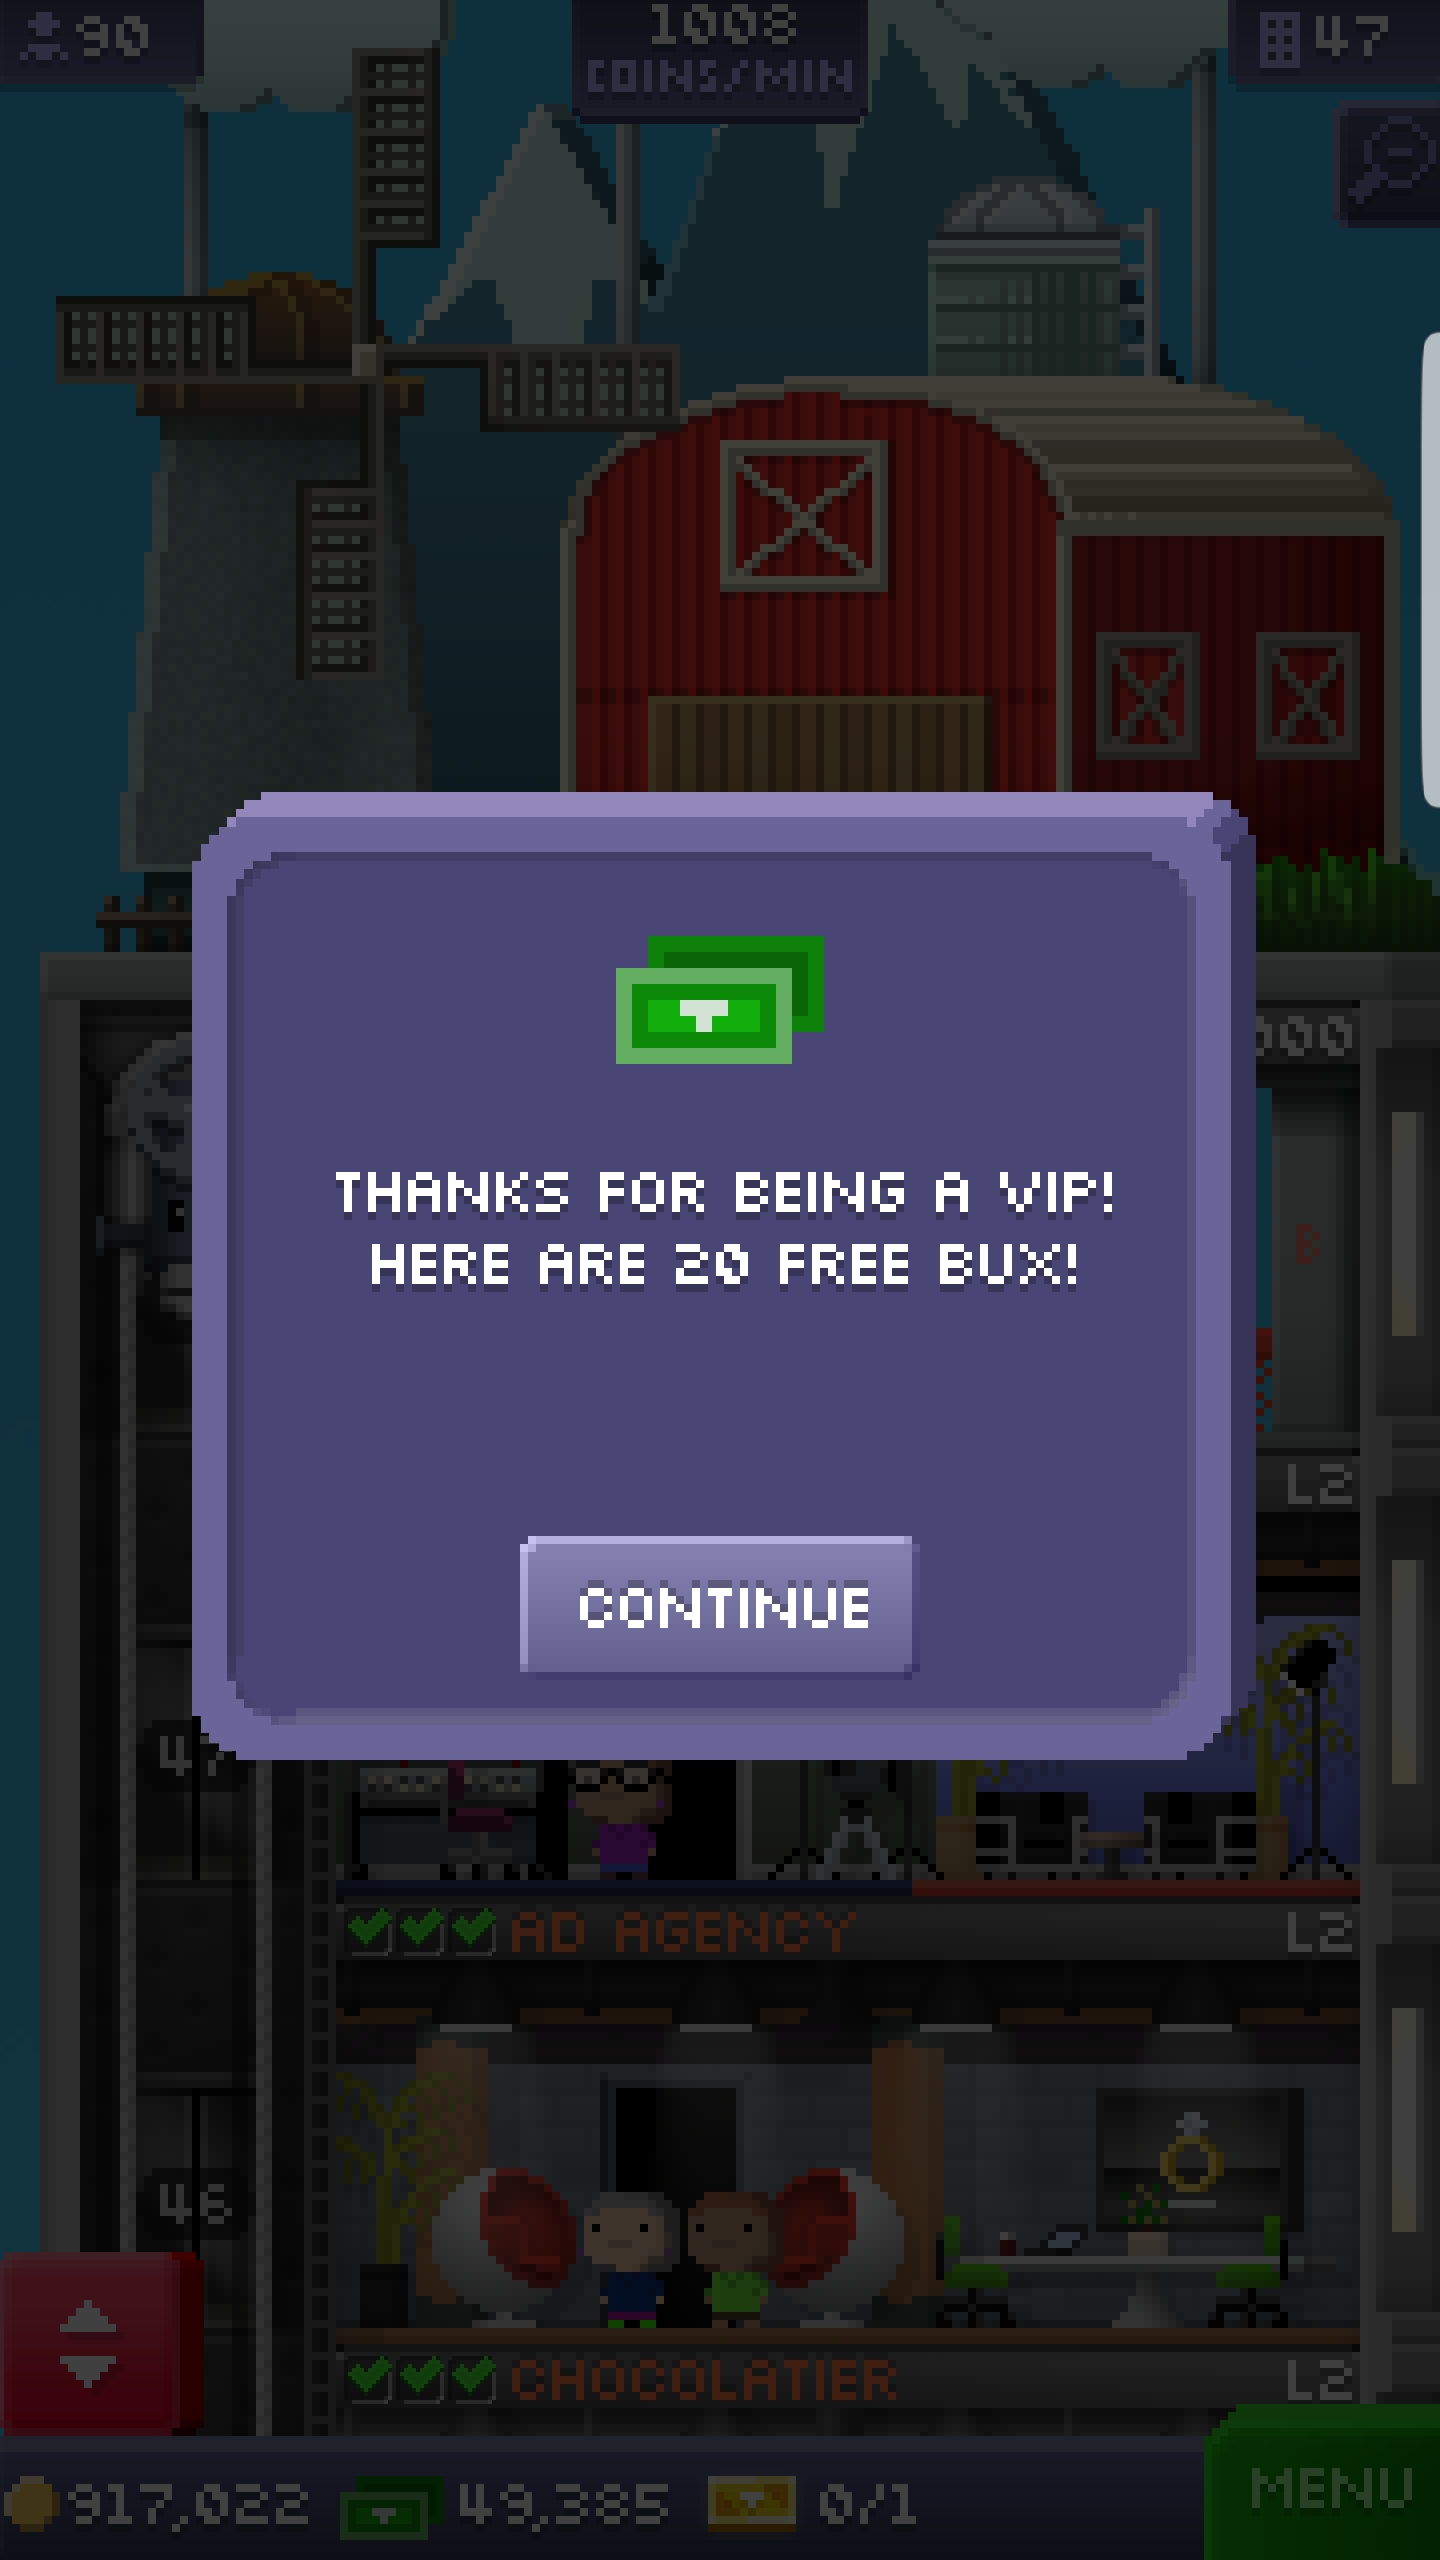 90
1008
COINS/MIN
47
000
B
L2
THANKS FOR BEING A VIP!
HERE ARE 20 FREE BUX!
CONTINUE
47
AD AGENCY
L2
46
CHOCOLATIER
L2
917,022
49,385
0/1
MENU